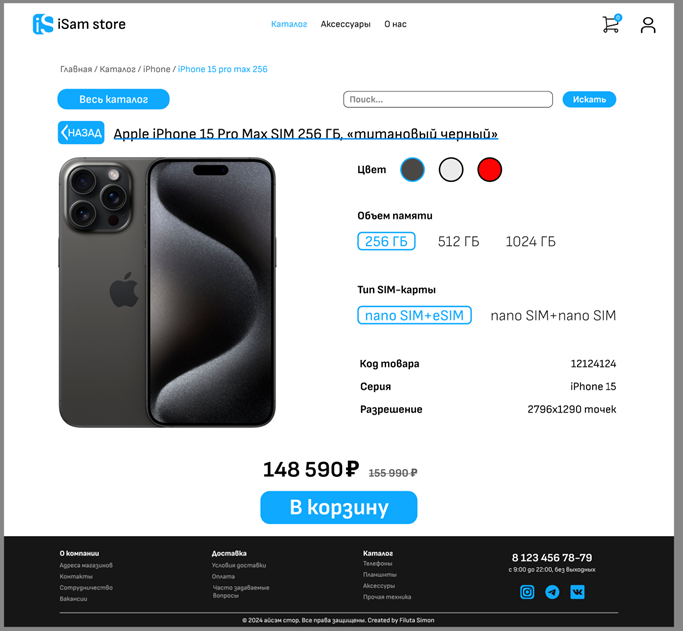 iS iSam store
Каталог Аксессуары О нас
0
Главная / Каталог / iPhone / iPhone 15 pro max 256
Весь каталог
Поиск...
Искать
НАЗАД
Apple iPhone 15 Pro Max SIM 256 ГБ, «титановый черный»
Цвет
Объем памяти
256 ГБ 512 ГБ 1024 ГБ
Тип SIM-карты
nano SIM+eSIM nano SIM+nano SIM
Код товара 12124124
Серия iPhone 15
Разрешение 2796x1290 точек
148 590₽ 155 990 ₽
В корзину
О компании
Адреса магазинов
Контакты
Сотрудничество
Вакансии
Доставка
Условия доставки
Оплата
Часто задаваемые
Вопросы
Каталог
Телефоны
Планшеты
Аксессуры
Прочая техника
8 123 456 78-79
с 9:00 до 22:00, без выходных
© 2024 айсам стор. Все права защищены. Created by Filuta Simon